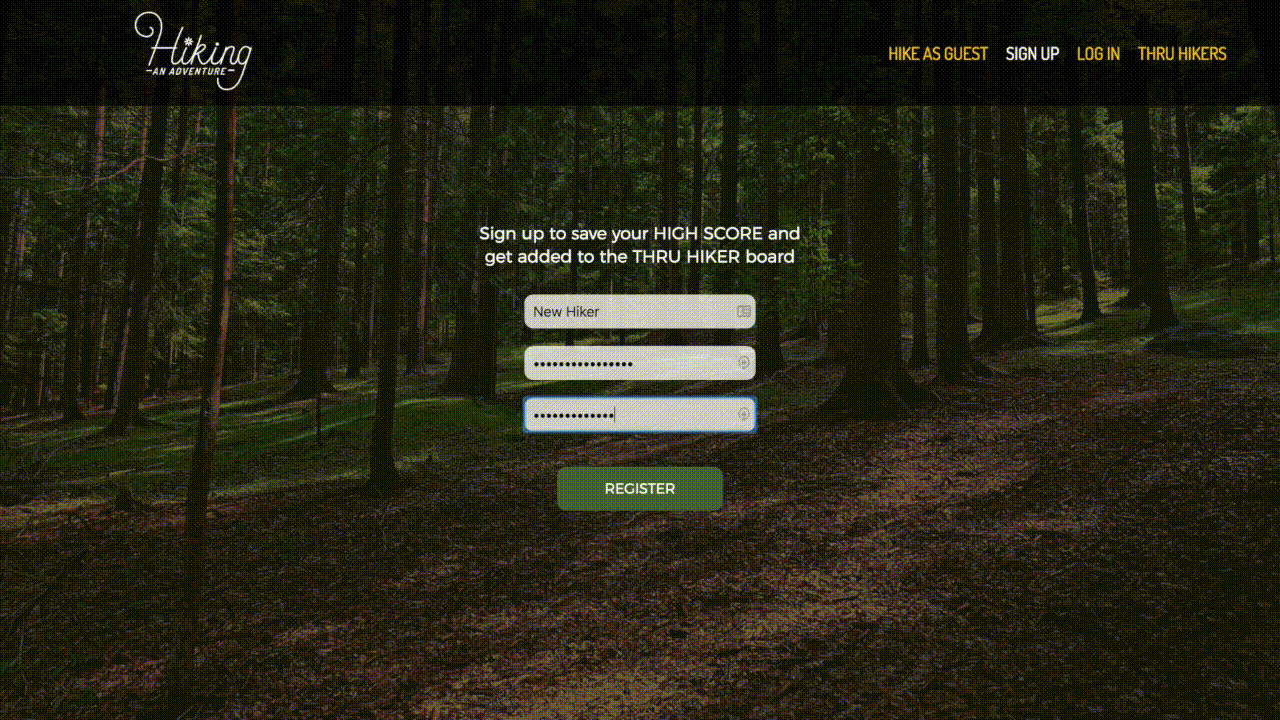 Hiking
AN ADVENTURE
HIKE AS GUEST
SIGN UP
LOG IN
THRU HIKERS
Sign up to save your HIGH SCORE and
get added to the THRU HIKER board
New Hiker
••••••••••••••••
•••••••••••••
REGISTER